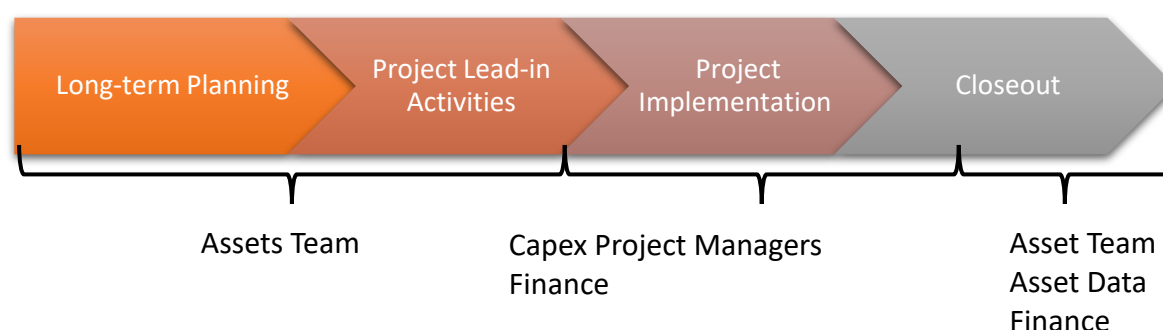 Long-term Planning
Project Lead-in
Activities
Project
Implementation
Closeout
Assets Team
Capex Project Managers
Finance
Asset Team
Asset Data
Finance